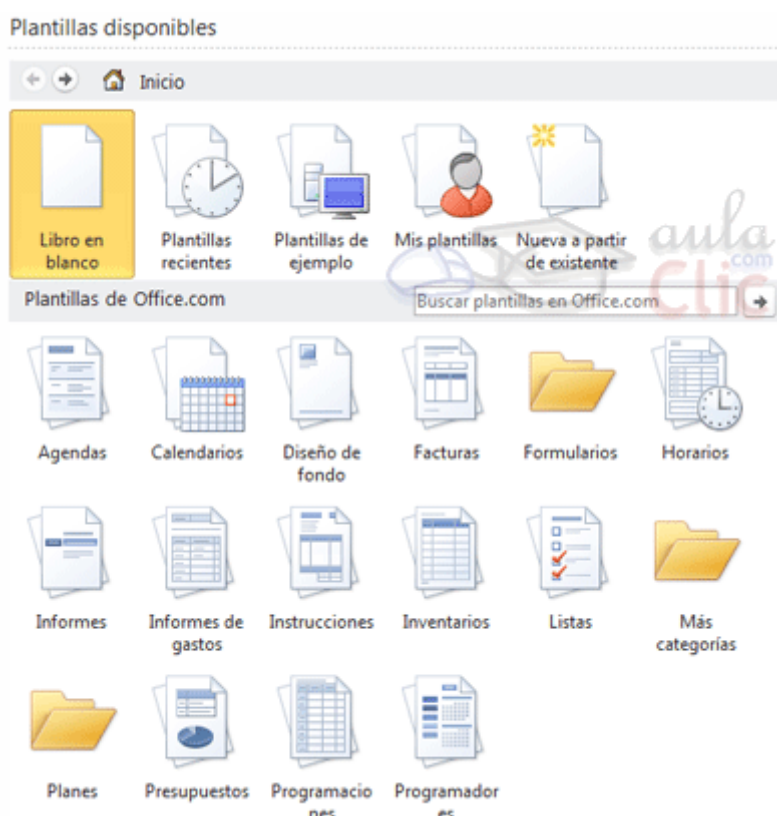 Plantillas disponibles
Inicio
Libro en blanco
Plantillas recientes
Plantillas de ejemplo
Mis plantillas
Nueva a partir de existente
aula
.com
Clic
Plantillas de Office.com
Buscar plantillas en Office.com
Agendas
Calendarios
Diseño de fondo
Facturas
Formularios
Horarios
Informes
Informes de gastos
Instrucciones
Inventarios
Listas
Más categorías
Planes
Presupuestos
Programaciones
Programadores